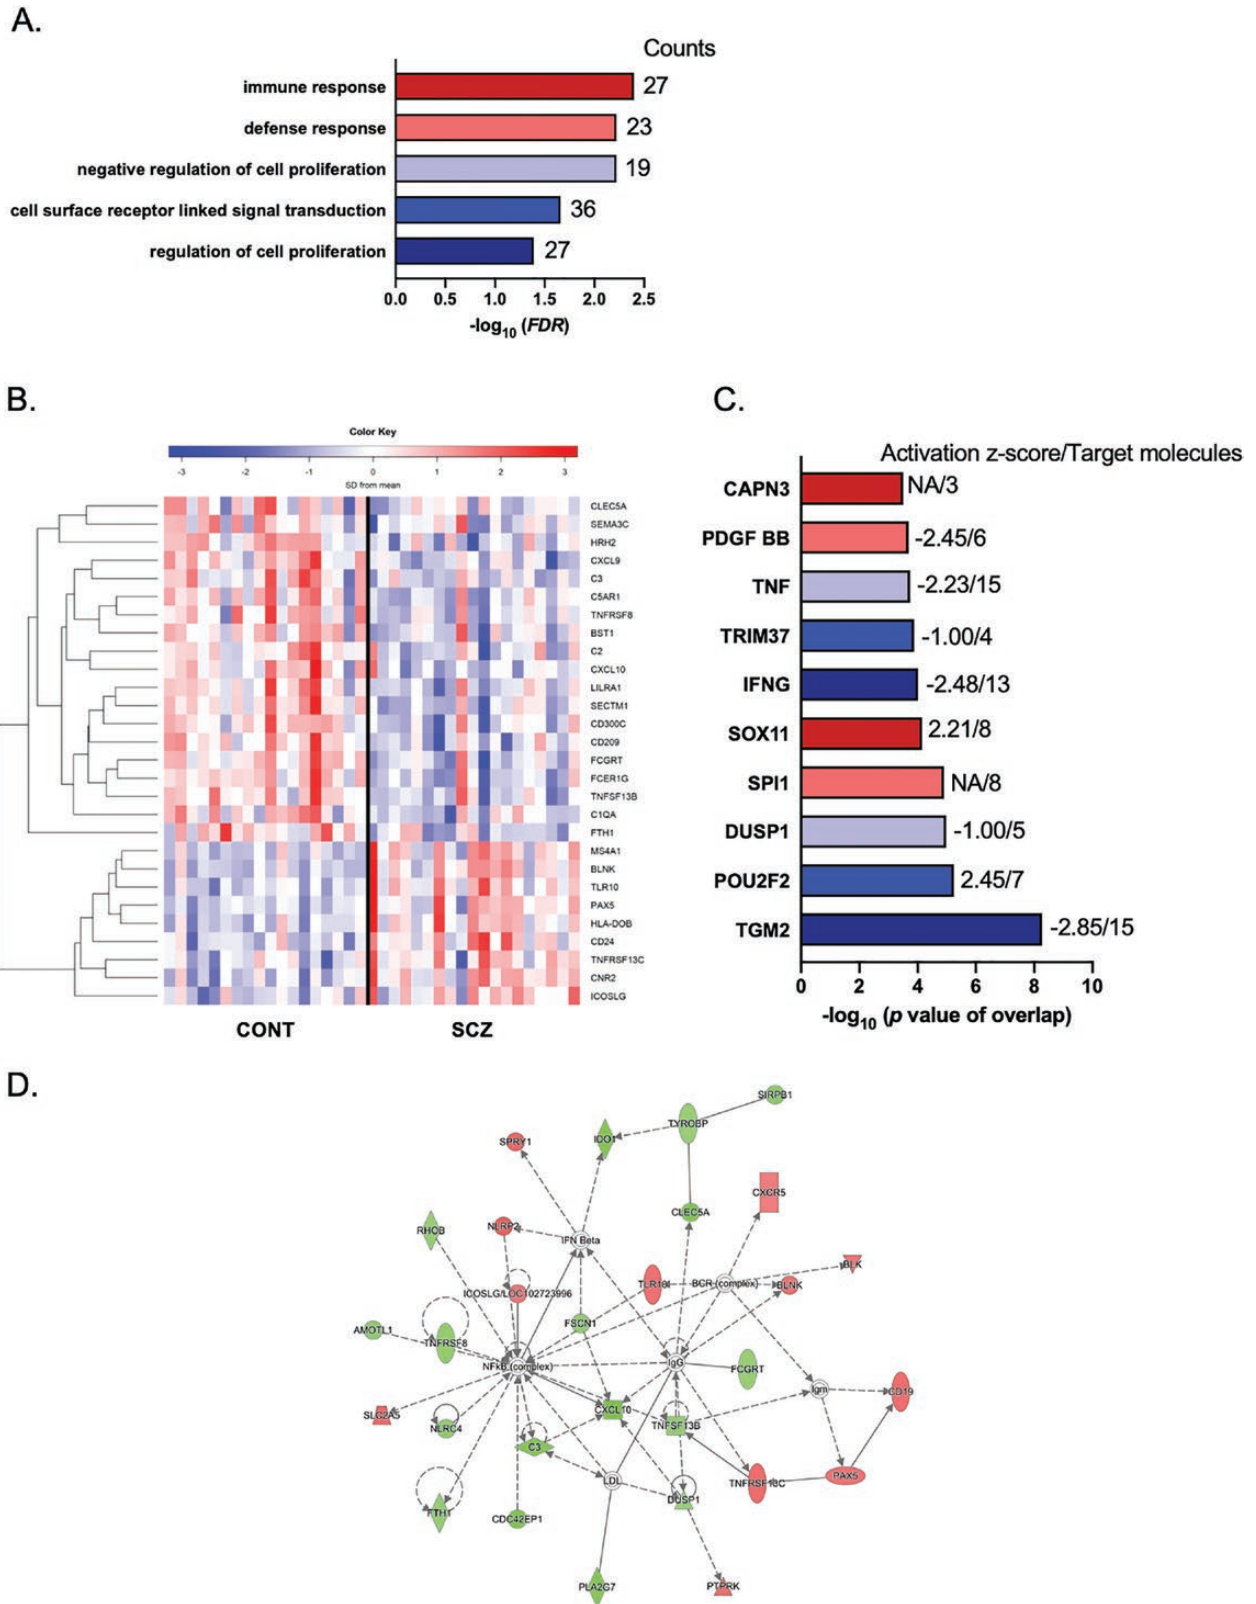 A.
Counts
immune response 27
defense response 23
negative regulation of cell proliferation 19
cell surface receptor linked signal transduction 36
regulation of cell proliferation 27
0.0 0.5 1.0 1.5 2.0 2.5
-log10 (FDR)
B.
Color Key
-3 -2 -1 0 1 2 3
SD from mean
CLEC5A
SEMA3C
HRH2
CXCL9
C3
C5AR1
TNFRSF8
BST1
C2
CXCL10
LILRA1
SECTM1
CD300C
CD209
FCGRT
FCER1G
TNFSF13B
C1QA
FTH1
MS4A1
BLNK
TLR10
PAX5
HLA-DOB
CD24
TNFRSF13C
CNR2
ICOSLG
CONT SCZ
C.
Activation z-score/Target molecules
CAPN3 NA/3
PDGF BB -2.45/6
TNF -2.23/15
TRIM37 -1.00/4
IFNG -2.48/13
SOX11 2.21/8
SPI1 NA/8
DUSP1 -1.00/5
POU2F2 2.45/7
TGM2 -2.85/15
0 2 4 6 8 10
-log10 (p value of overlap)
D.
SIRPB1
TYROBP
SPRY1
IDO1
CXCR5
CLEC5A
RHOB
NLRP2
IFN Beta
BLK
TLR10
BCR (complex)
BLNK
ICOSLG/LOC102723996
FSCN1
AMOTL1
TNFRSF8
NFkB (complex)
IgG
FCGRT
Igm
CD19
SLC2A5
CXCL10
NLRC4
TNFSF13B
C3
LDL
TNFRSF13C
PAX5
DUSP1
FTH1
CDC42EP1
PLA2G7
PTPRK